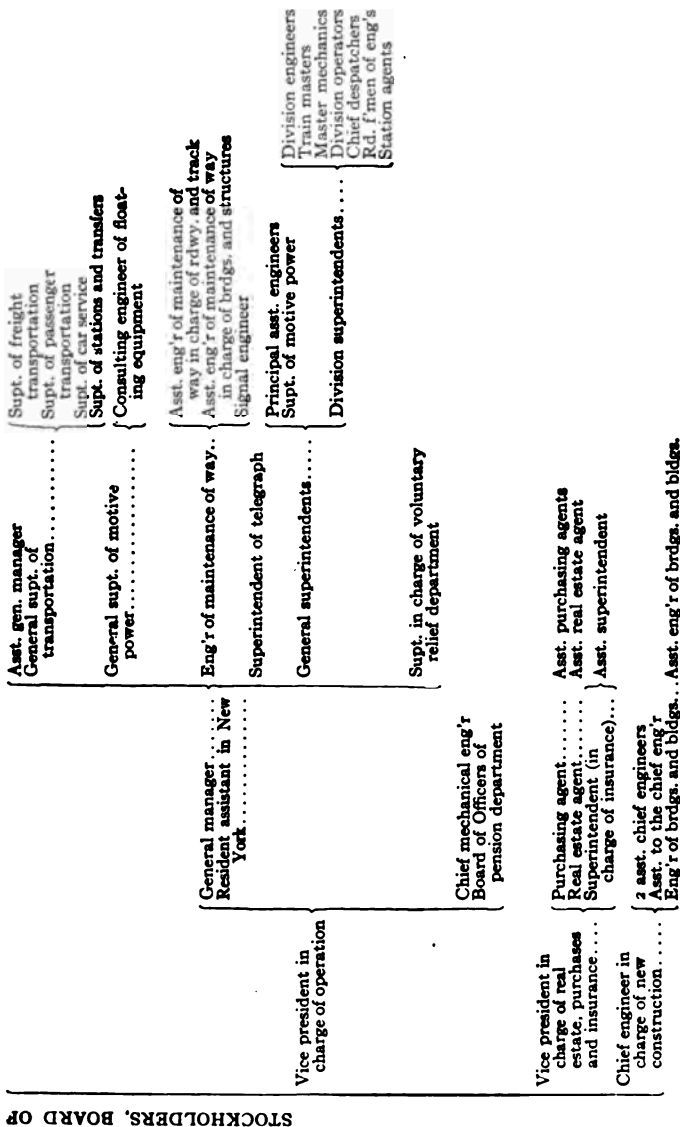 STOCKHOLDERS, BOARD OF
Vice president in
charge of operation
Vice president in
charge of real
estate, purchases
and insurance....
Chief engineer in
charge of new
construction.....
General manager.......
Resident assistant in New
York...............
Chief mechanical eng'r
Board of Officers of
pension department
Purchasing agent.......
Real estate agent.......
Superintendent (in
charge of insurance)...
2 asst. chief engineers
Asst. to the chief eng'r
Eng'r of brdgs. and bldgs...
Asst. gen. manager
General supt. of
transportation...........
General supt. of motive
power.................
Eng'r of maintenance of way..
Superintendent of telegraph
General superintendents.....
Supt. in charge of voluntary
relief department
Asst. purchasing agents
Asst. real estate agent
Asst. superintendent
Asst. eng'r of brdgs. and bldgs.
Supt. of freight
transportation
Supt. of passenger
transportation
Supt. of car service
Supt. of stations and transfers
Consulting engineer of float-
ing equipment
Asst. eng'r of maintenance of
way in charge of rdwy. and track
Asst. eng'r of maintenance of way
in charge of brdgs. and structures
Signal engineer
Principal asst. engineers
Supt. of motive power
Division superintendents....
Division engineers
Train masters
Master mechanics
Division operators
Chief despatchers
Rd. f'men of eng's
Station agents